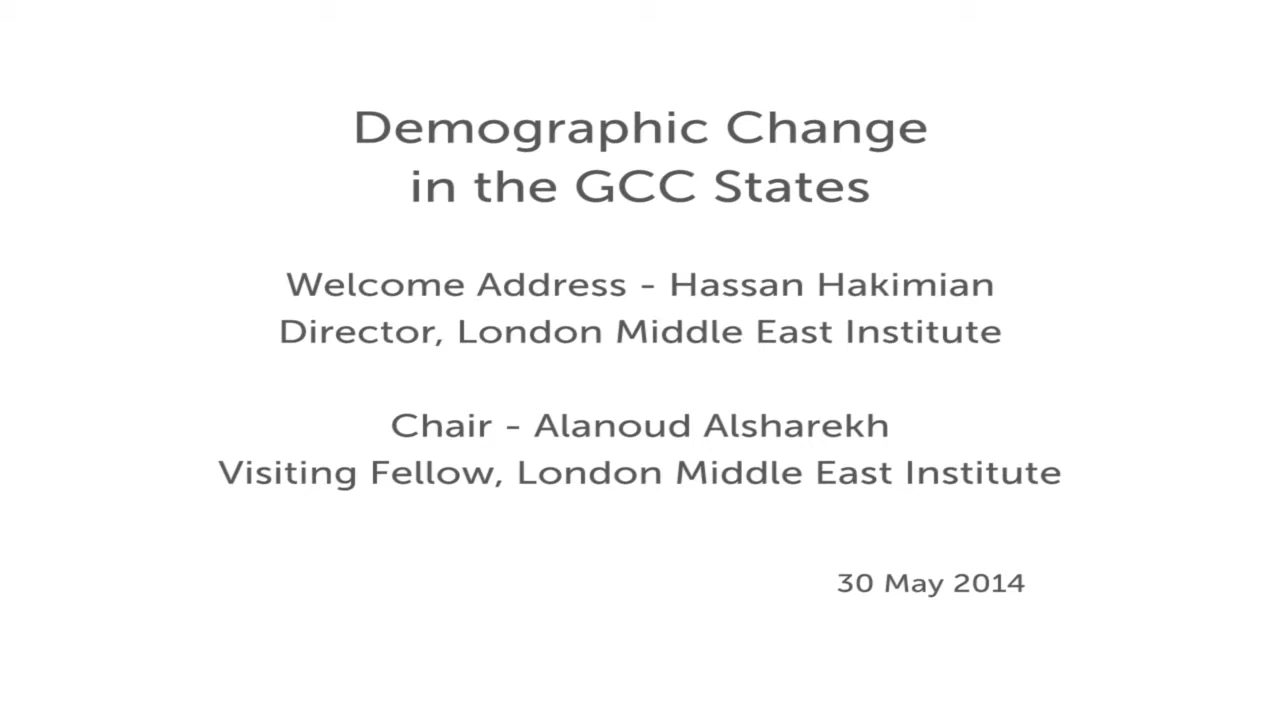 Demographic Change
in the GCC States
Welcome Address - Hassan Hakimian
Director, London Middle East Institute
Chair - Alanoud Alsharekh
Visiting Fellow, London Middle East Institute
30 May 2014